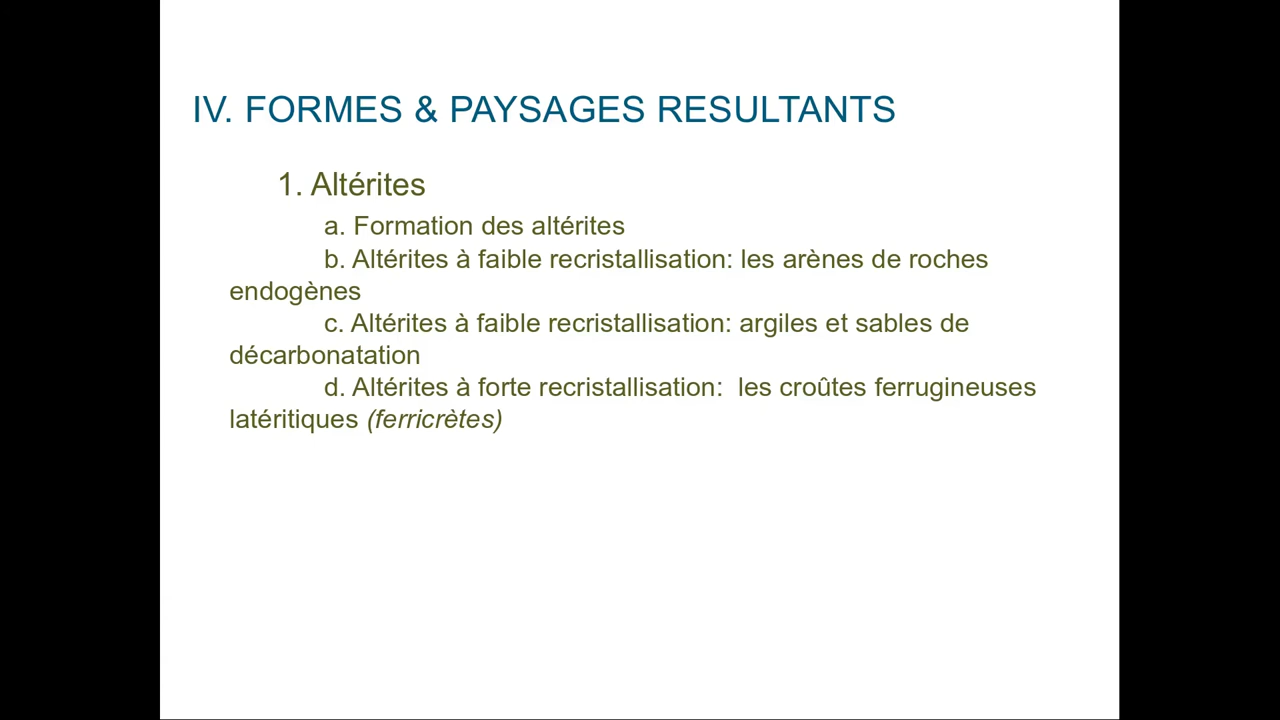 IV. FORMES & PAYSAGES RESULTANTS
1. Altérites
a. Formation des altérites
b. Altérites à faible recristallisation: les arènes de roches
endogènes
c. Altérites à faible recristallisation: argiles et sables de
décarbonatation
d. Altérites à forte recristallisation:  les croûtes ferrugineuses
latéritiques (ferricrètes)